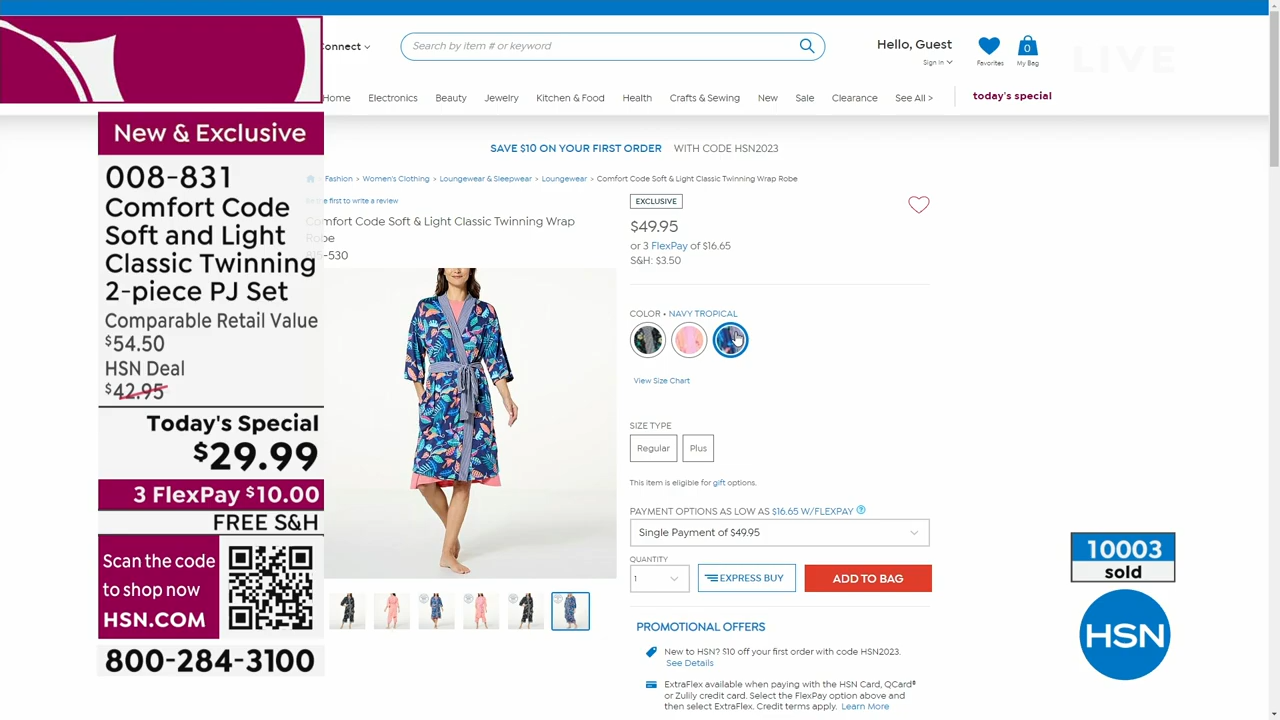 Connect
Search by item # or keyword
Hello, Guest
Sign In
Favorites
0
My Bag
LIVE
Home
Electronics
Beauty
Jewelry
Kitchen & Food
Health
Crafts & Sewing
New
Sale
Clearance
See All >
today's special
New & Exclusive
008-831
Comfort Code
Soft and Light
Classic Twinning
2-piece PJ Set
Comparable Retail Value
$54.50
HSN Deal
$42.95
Today's Special
$29.99
3 FlexPay $10.00
FREE S&H
Scan the code
to shop now
HSN.COM
800-284-3100
SAVE $10 ON YOUR FIRST ORDER WITH CODE HSN2023
> Fashion > Women's Clothing > Loungewear & Sleepwear > Loungewear > Comfort Code Soft & Light Classic Twinning Wrap Robe
Be the first to write a review
Comfort Code Soft & Light Classic Twinning Wrap
Robe
-530
EXCLUSIVE
$49.95
or 3 FlexPay of $16.65
S&H: $3.50
COLOR • NAVY TROPICAL
View Size Chart
SIZE TYPE
Regular
Plus
This item is eligible for gift options.
PAYMENT OPTIONS AS LOW AS $16.65 W/FLEXPAY ?
Single Payment of $49.95
QUANTITY
1
EXPRESS BUY
ADD TO BAG
PROMOTIONAL OFFERS
New to HSN? $10 off your first order with code HSN2023.
See Details
ExtraFlex available when paying with the HSN Card, QCard®
or Zulily credit card. Select the FlexPay option above and
then select ExtraFlex. Credit terms apply. Learn More
10003
sold
HSN